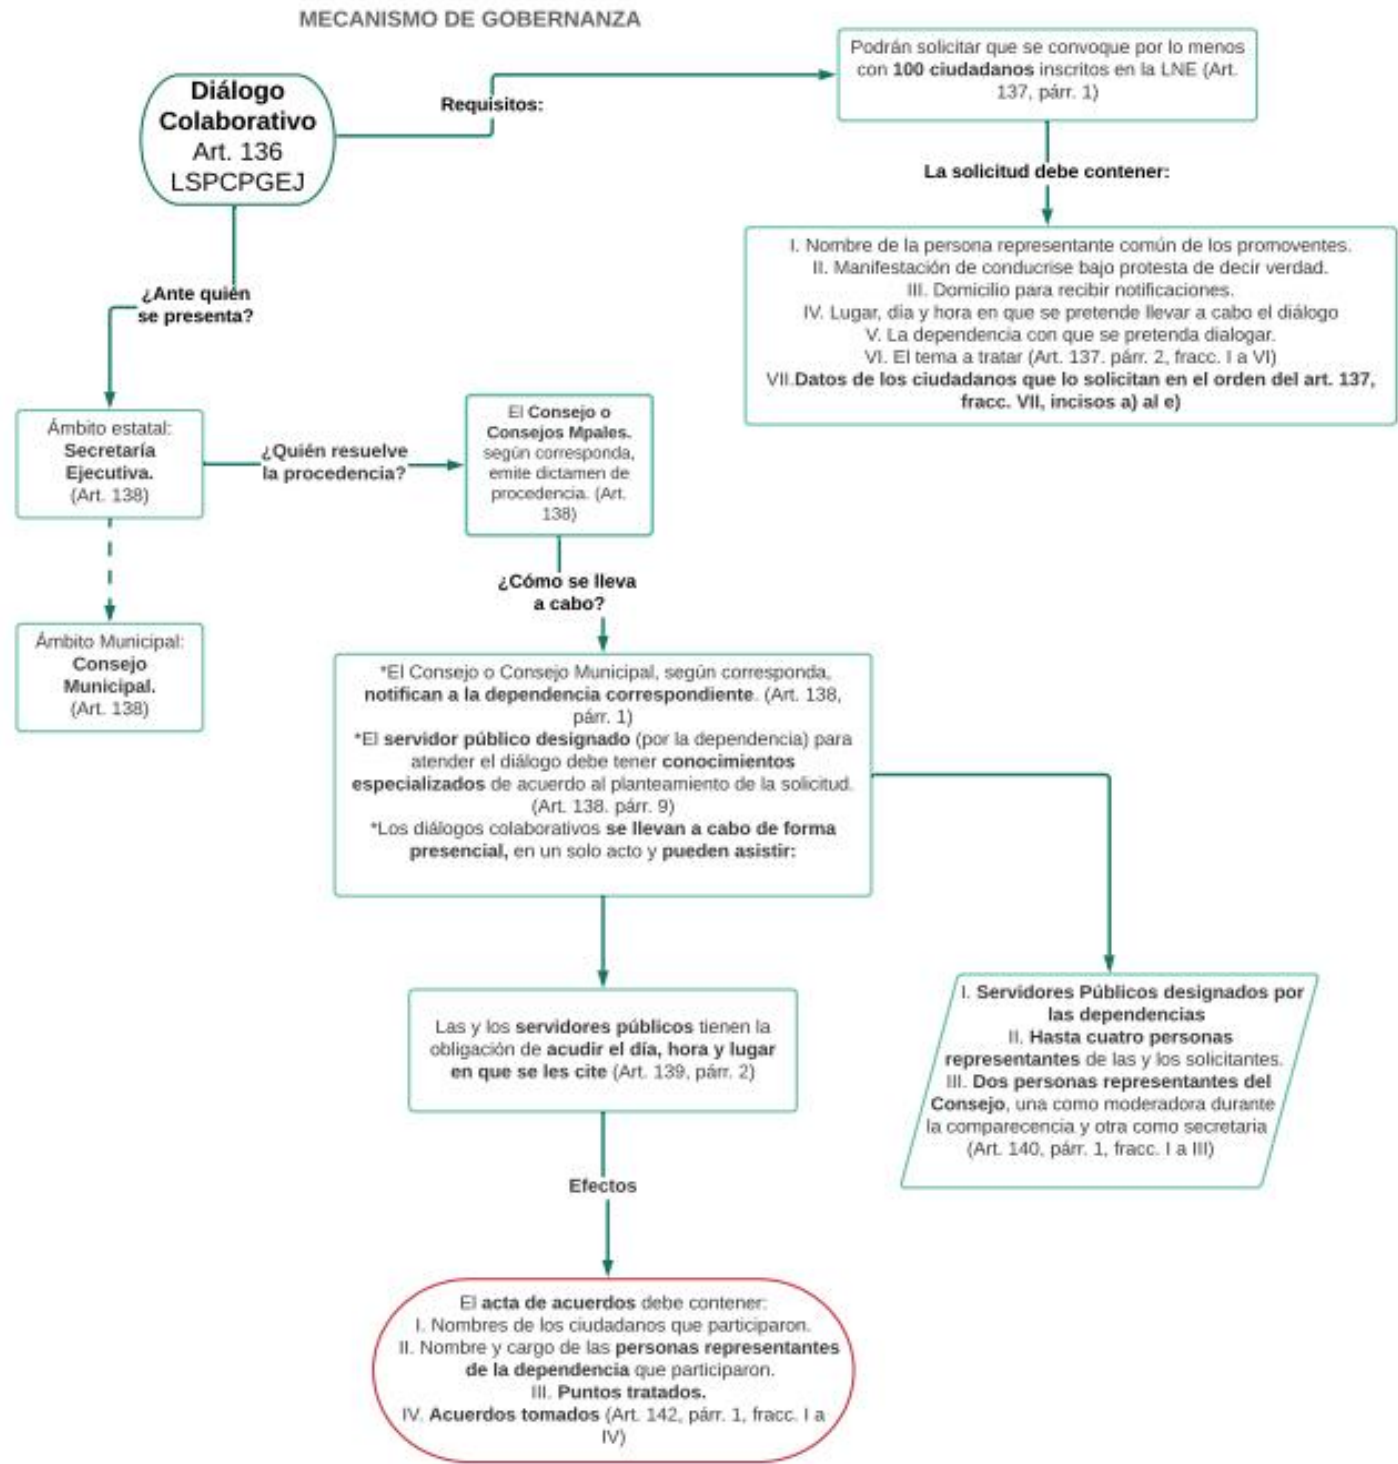 MECANISMO DE GOBERNANZA
Diálogo
Colaborativo
Art. 136
LSPCPGEJ
Requisitos:
Podrán solicitar que se convoque por lo menos
con 100 ciudadanos inscritos en la LNE (Art.
137, párr. 1)
La solicitud debe contener:
I. Nombre de la persona representante común de los promoventes.
II. Manifestación de conducrise bajo protesta de decir verdad.
III. Domicilio para recibir notificaciones.
IV. Lugar, día y hora en que se pretende llevar a cabo el diálogo
V. La dependencia con que se pretenda dialogar.
VI. El tema a tratar (Art. 137. párr. 2, fracc. I a VI)
VII.Datos de los ciudadanos que lo solicitan en el orden del art. 137,
fracc. VII, incisos a) al e)
¿Ante quién
se presenta?
Ámbito estatal:
Secretaría
Ejecutiva.
(Art. 138)
¿Quién resuelve
la procedencia?
El Consejo o
Consejos Mpales.
según corresponda,
emite dictamen de
procedencia. (Art.
138)
Ámbito Municipal:
Consejo
Municipal.
(Art. 138)
¿Cómo se lleva
a cabo?
*El Consejo o Consejo Municipal, según corresponda,
notifican a la dependencia correspondiente. (Art. 138,
párr. 1)
*El servidor público designado (por la dependencia) para
atender el diálogo debe tener conocimientos
especializados de acuerdo al planteamiento de la solicitud.
(Art. 138. párr. 9)
*Los diálogos colaborativos se llevan a cabo de forma
presencial, en un solo acto y pueden asistir:
I. Servidores Públicos designados por
las dependencias
II. Hasta cuatro personas
representantes de las y los solicitantes.
III. Dos personas representantes del
Consejo, una como moderadora durante
la comparecencia y otra como secretaria
(Art. 140, párr. 1, fracc. I a III)
Las y los servidores públicos tienen la
obligación de acudir el día, hora y lugar
en que se les cite (Art. 139, párr. 2)
Efectos
El acta de acuerdos debe contener:
I. Nombres de los ciudadanos que participaron.
II. Nombre y cargo de las personas representantes
de la dependencia que participaron.
III. Puntos tratados.
IV. Acuerdos tomados (Art. 142, párr. 1, fracc. I a
IV)